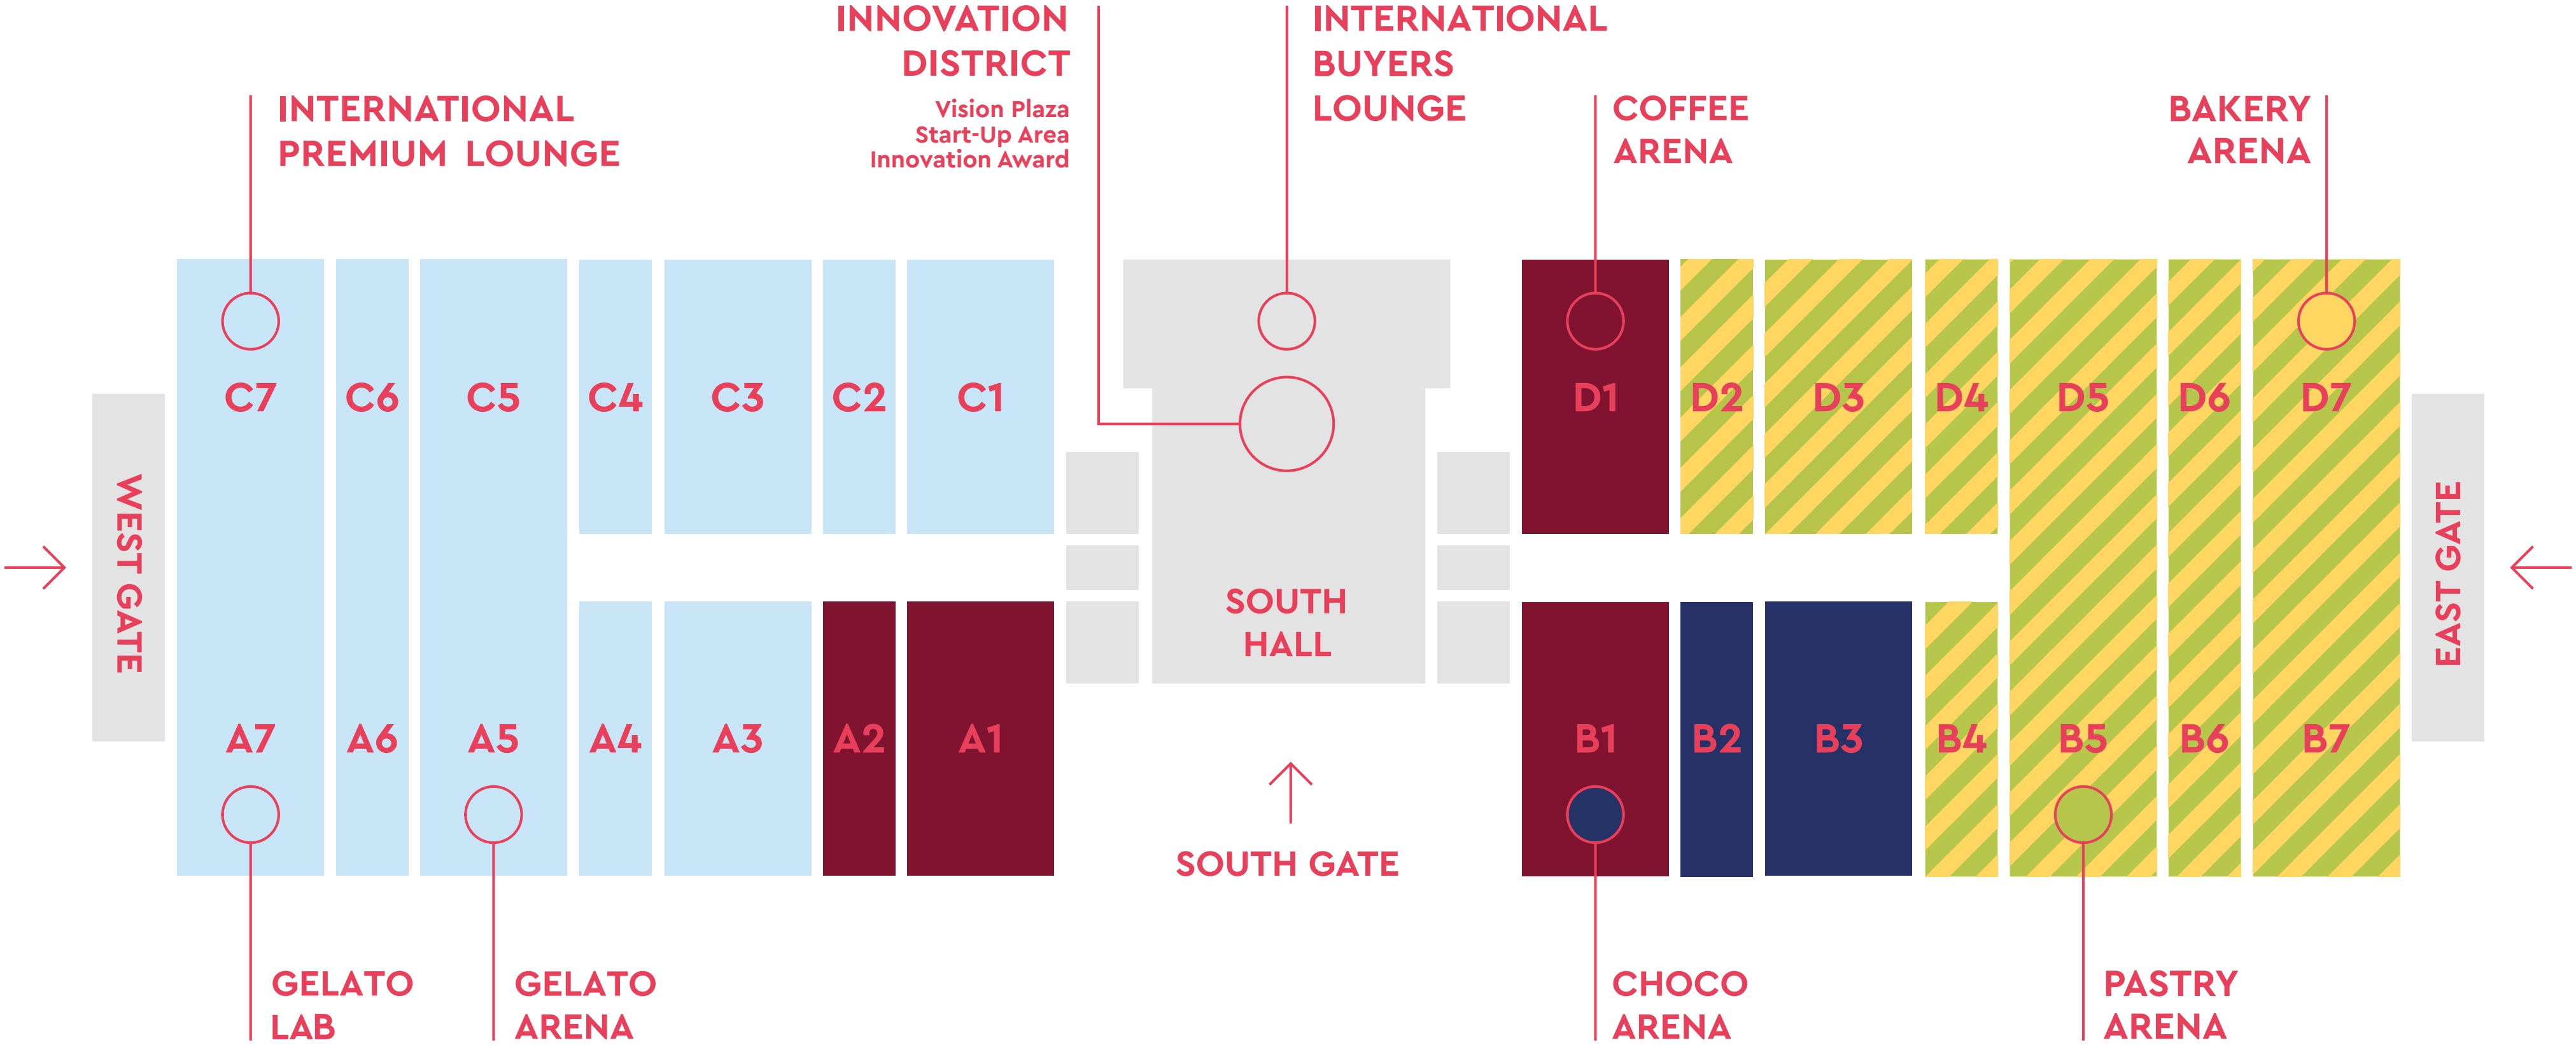 INNOVATION
DISTRICT
Vision Plaza
Start-Up Area
Innovation Award
INTERNATIONAL
BUYERS
LOUNGE
INTERNATIONAL
PREMIUM LOUNGE
COFFEE
ARENA
BAKERY
ARENA
C7 C6 C5 C4 C3 C2 C1
D1 D2 D3 D4 D5 D6 D7
WEST GATE
EAST GATE
SOUTH
HALL
A7 A6 A5 A4 A3 A2 A1
B1 B2 B3 B4 B5 B6 B7
SOUTH GATE
GELATO
LAB
GELATO
ARENA
CHOCO
ARENA
PASTRY
ARENA